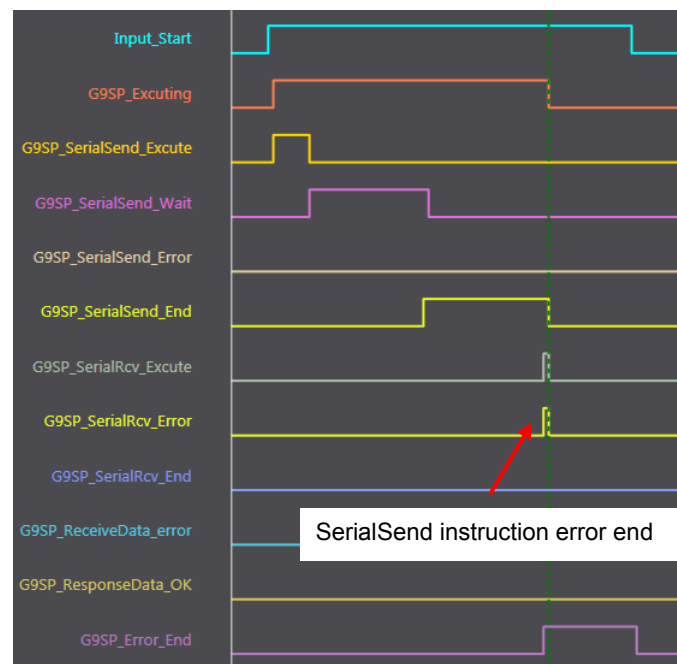 Input_Start
G9SP_Excuting
G9SP_SerialSend_Excute
G9SP_SerialSend_Wait
G9SP_SerialSend_Error
G9SP_SerialSend_End
G9SP_SerialRcv_Excute
G9SP_SerialRcv_Error
G9SP_SerialRcv_End
G9SP_ReceiveData_error
SerialSend instruction error end
G9SP_ResponseData_OK
G9SP_Error_End